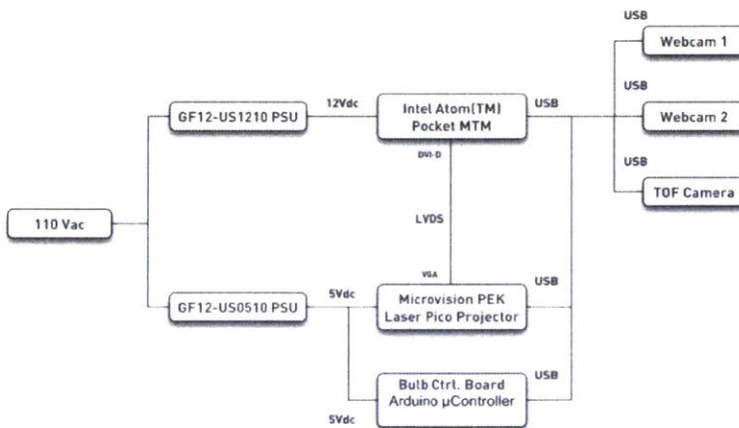 USB
Webcam 1
USB
12Vdc
GF12-US1210 PSU
Intel Atom(TM)
Pocket MTM
USB
Webcam 2
USB
DVI-D
TOF Camera
110 Vac
LVDS
VGA
5Vdc
GF12-US0510 PSU
Microvision PEK
Laser Pico Projector
USB
Bulb Ctrl. Board
Arduino µController
USB
5Vdc